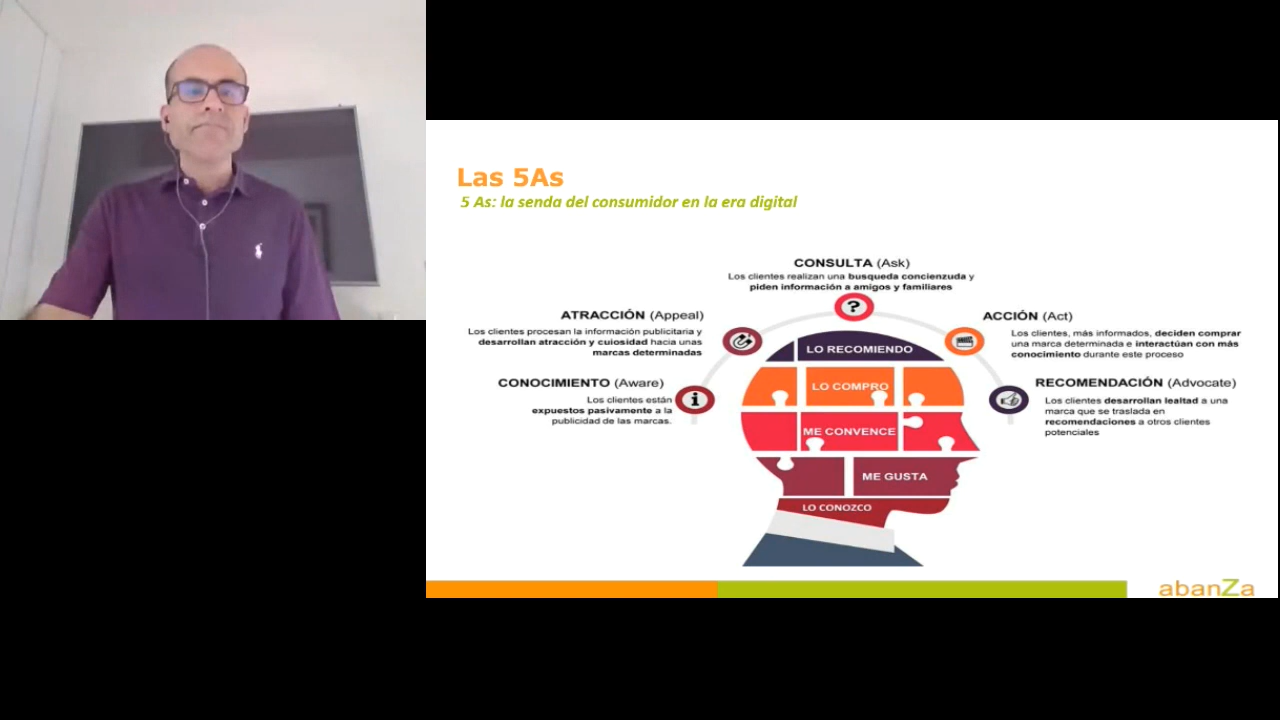 Las 5As
5 As: la senda del consumidor en la era digital
CONSULTA (Ask)
Los clientes realizan una busqueda concienzuda y
piden información a amigos y familiares
ATRACCIÓN (Appeal)
Los clientes procesan la información publicitaria y
desarrollan atracción y cuiosidad hacia unas
marcas determinadas
ACCIÓN (Act)
Los clientes, más informados, deciden comprar
una marca determinada e interactúan con más
conocimiento durante este proceso
CONOCIMIENTO (Aware)
Los clientes están
expuestos pasivamente a la
publicidad de las marcas.
RECOMENDACIÓN (Advocate)
Los clientes desarrollan lealtad a una
marca que se traslada en
recomendaciones a otros clientes
potenciales
?
i
LO RECOMIENDO
LO COMPRO
ME CONVENCE
ME GUSTA
LO CONOZCO
abanZa